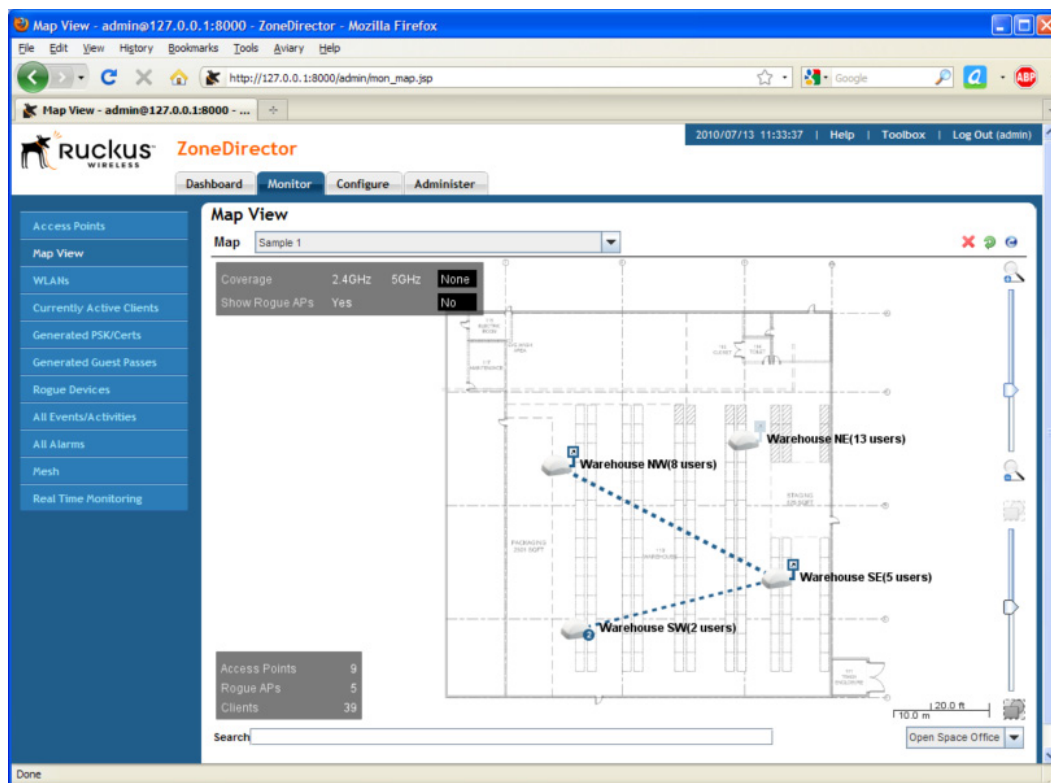 Map View - admin@127.0.0.1:8000 - ZoneDirector - Mozilla Firefox
File Edit View History Bookmarks Tools Aviary Help
http://127.0.0.1:8000/admin/mon_map.jsp
Google
ABP
Map View - admin@127.0.0.1:8000 - ...
2010/07/13 11:33:37 | Help | Toolbox | Log Out (admin)
RUCKUS WIRELESS
ZoneDirector
Dashboard Monitor Configure Administer
Access Points
Map View
WLANs
Currently Active Clients
Generated PSK/Certs
Generated Guest Passes
Rogue Devices
All Events/Activities
All Alarms
Mesh
Real Time Monitoring
Map View
Map Sample 1
Coverage 2.4GHz 5GHz None
Show Rogue APs Yes No
Warehouse NE(13 users)
Warehouse NW(8 users)
STAGING
PACKAGING
WAREHOUSE
Warehouse SE(5 users)
2
Warehouse SW(2 users)
Access Points 9
Rogue APs 5
Clients 39
20.0 ft
10.0 m
Search
Open Space Office
Done